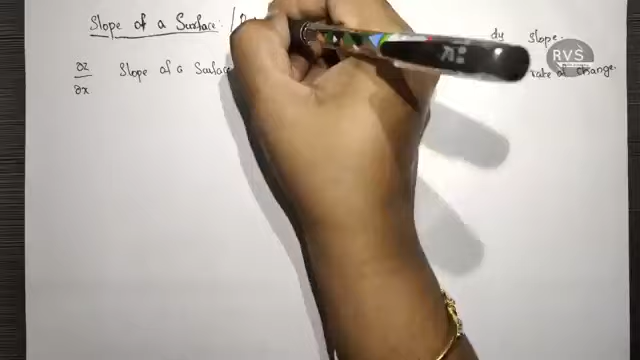 Slope of a Surface:
dy slope.
RVS
∂z Slope of a Surface rate of change.
∂x